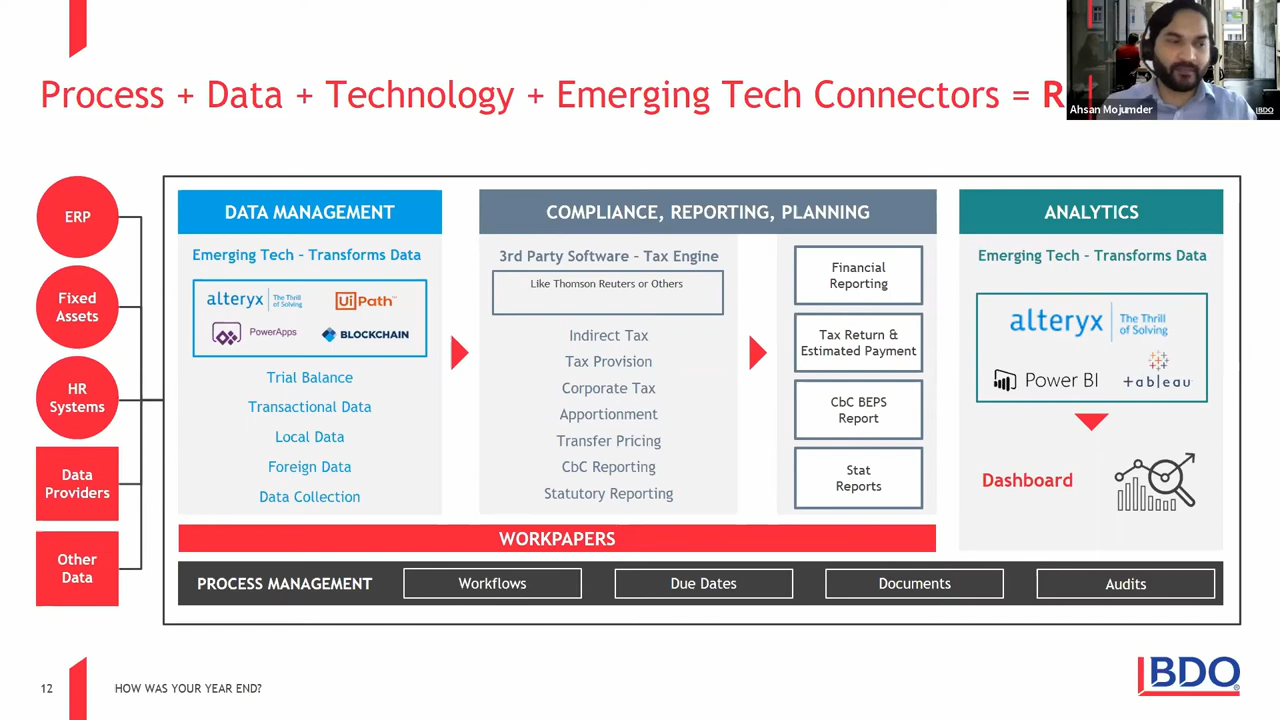 Process + Data + Technology + Emerging Tech Connectors = R
Ahsan Mojumder
BDO
ERP
Fixed
Assets
HR
Systems
Data
Providers
Other
Data
DATA MANAGEMENT
Emerging Tech – Transforms Data
alteryx
The Thrill
of Solving
UiPath
PowerApps
BLOCKCHAIN
Trial Balance
Transactional Data
Local Data
Foreign Data
Data Collection
COMPLIANCE, REPORTING, PLANNING
3rd Party Software – Tax Engine
Like Thomson Reuters or Others
Indirect Tax
Tax Provision
Corporate Tax
Apportionment
Transfer Pricing
CbC Reporting
Statutory Reporting
Financial
Reporting
Tax Return &
Estimated Payment
CbC BEPS
Report
Stat
Reports
ANALYTICS
Emerging Tech – Transforms Data
alteryx
The Thrill
of Solving
Power BI
+ableau
Dashboard
WORKPAPERS
PROCESS MANAGEMENT
Workflows
Due Dates
Documents
Audits
12
HOW WAS YOUR YEAR END?
BDO